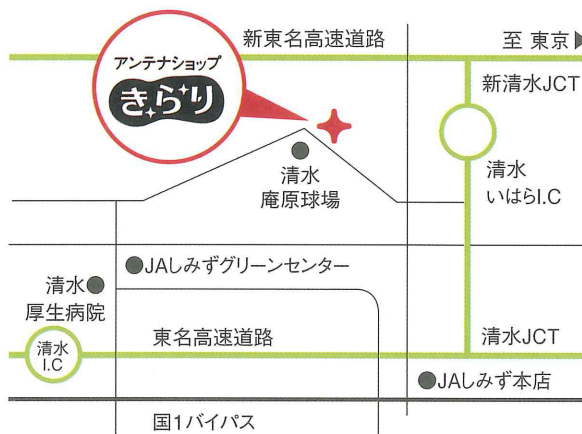 新東名高速道路
至 東京
アンテナショップ
きらり
新清水JCT
清水
庵原球場
清水
いはらI.C
JAしみずグリーンセンター
清水
厚生病院
東名高速道路
清水JCT
清水
I.C
JAしみず本店
国1バイパス